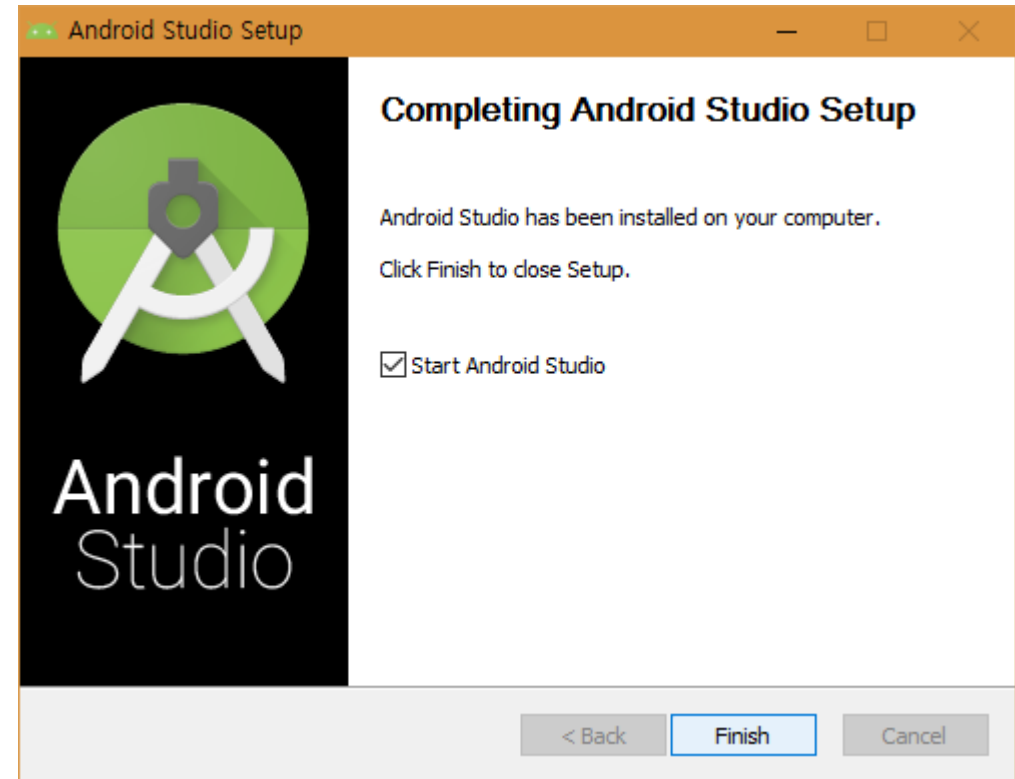 Android Studio Setup
Completing Android Studio Setup
Android Studio has been installed on your computer.
Click Finish to close Setup.
Start Android Studio
Android
Studio
< Back
Finish
Cancel